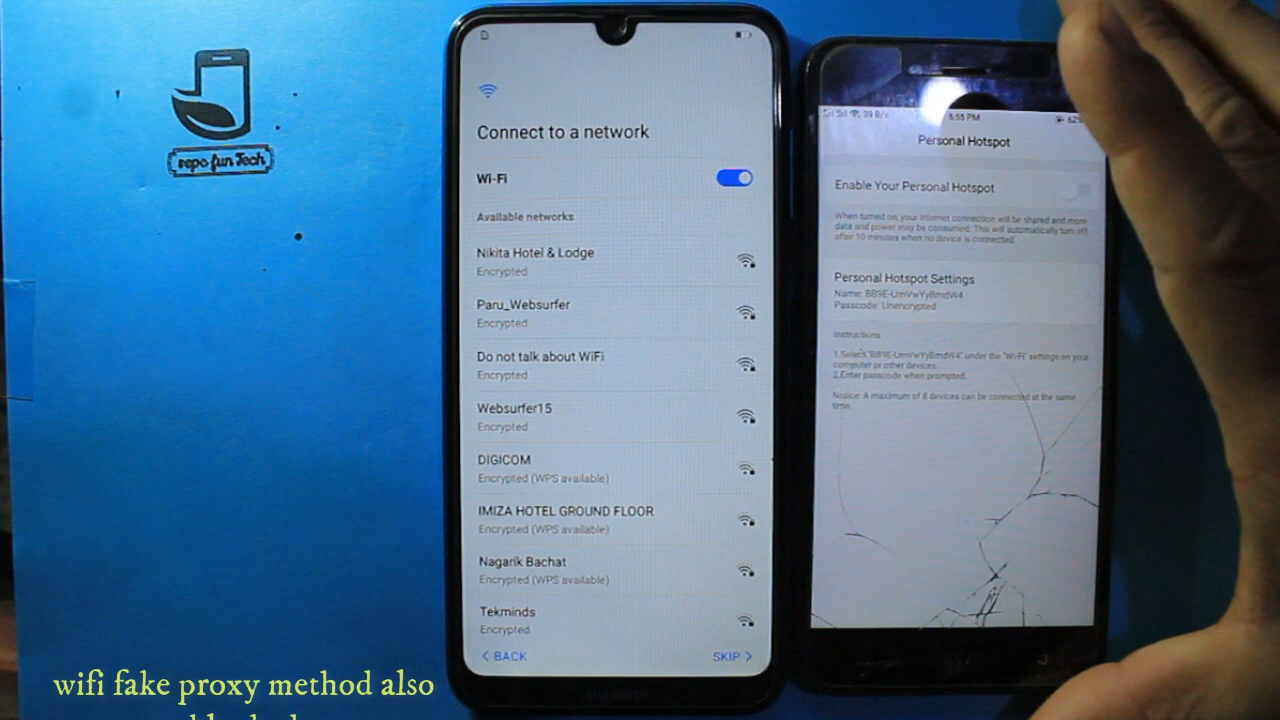 repo fun Tech
Connect to a network
Wi-Fi
Available networks
Nikita Hotel & Lodge
Encrypted
Paru_Websurfer
Encrypted
Do not talk about WiFi
Encrypted
Websurfer15
Encrypted
DIGICOM
Encrypted (WPS available)
IMIZA HOTEL GROUND FLOOR
Encrypted (WPS available)
Nagarik Bachat
Encrypted (WPS available)
Tekminds
Encrypted
< BACK
SKIP >
39 B/s
5:55 PM
62%
Personal Hotspot
Enable Your Personal Hotspot
When turned on, your Internet connection will be shared and more
data and power may be consumed. This will automatically turn off
after 10 minutes when no device is connected.
Personal Hotspot Settings
Name: BB9E-UmVwYyBmdW4
Passcode: Unencrypted
Instructions
1.Select "BB9E-UmVwYyBmdW4" under the "Wi-Fi" settings on your
computer or other devices.
2.Enter passcode when prompted.
Notice: A maximum of 8 devices can be connected at the same
time.
wifi fake proxy method also